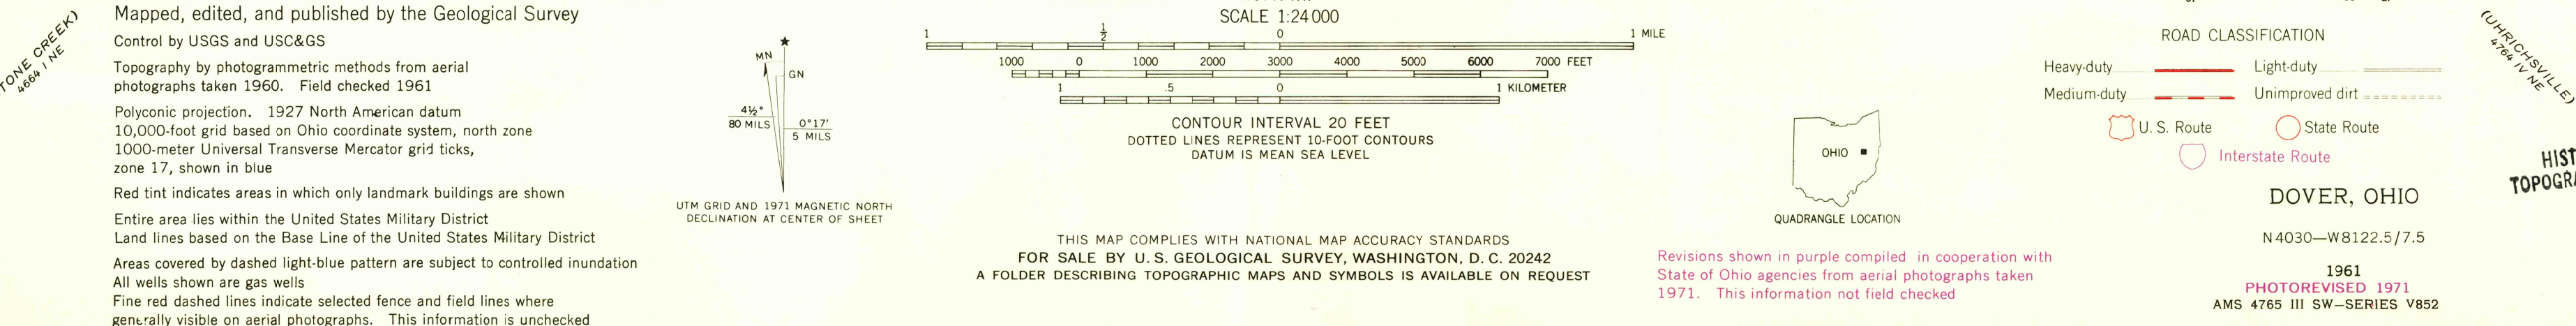 Mapped, edited, and published by the Geological Survey
Control by USGS and USC&GS
Topography by photogrammetric methods from aerial
photographs taken 1960. Field checked 1961
Polyconic projection. 1927 North American datum
10,000-foot grid based on Ohio coordinate system, north zone
1000-meter Universal Transverse Mercator grid ticks,
zone 17, shown in blue
Red tint indicates areas in which only landmark buildings are shown
Entire area lies within the United States Military District
Land lines based on the Base Line of the United States Military District
Areas covered by dashed light-blue pattern are subject to controlled inundation
All wells shown are gas wells
Fine red dashed lines indicate selected fence and field lines where
generally visible on aerial photographs. This information is unchecked
TONE CREEK)
4664 I NE
MN
GN
4½°
80 MILS
0°17'
5 MILS
UTM GRID AND 1971 MAGNETIC NORTH
DECLINATION AT CENTER OF SHEET
SCALE 1:24000
1 ½ 0 1 MILE
1000 0 1000 2000 3000 4000 5000 6000 7000 FEET
1 .5 0 1 KILOMETER
CONTOUR INTERVAL 20 FEET
DOTTED LINES REPRESENT 10-FOOT CONTOURS
DATUM IS MEAN SEA LEVEL
THIS MAP COMPLIES WITH NATIONAL MAP ACCURACY STANDARDS
FOR SALE BY U. S. GEOLOGICAL SURVEY, WASHINGTON, D. C. 20242
A FOLDER DESCRIBING TOPOGRAPHIC MAPS AND SYMBOLS IS AVAILABLE ON REQUEST
OHIO
QUADRANGLE LOCATION
Revisions shown in purple compiled in cooperation with
State of Ohio agencies from aerial photographs taken
1971. This information not field checked
ROAD CLASSIFICATION
Heavy-duty Light-duty
Medium-duty Unimproved dirt
U. S. Route State Route
Interstate Route
DOVER, OHIO
N4030—W8122.5/7.5
1961
PHOTOREVISED 1971
AMS 4765 III SW—SERIES V852
(UHRICHSVILLE)
4764 IV NE
HIST
TOPOGRA